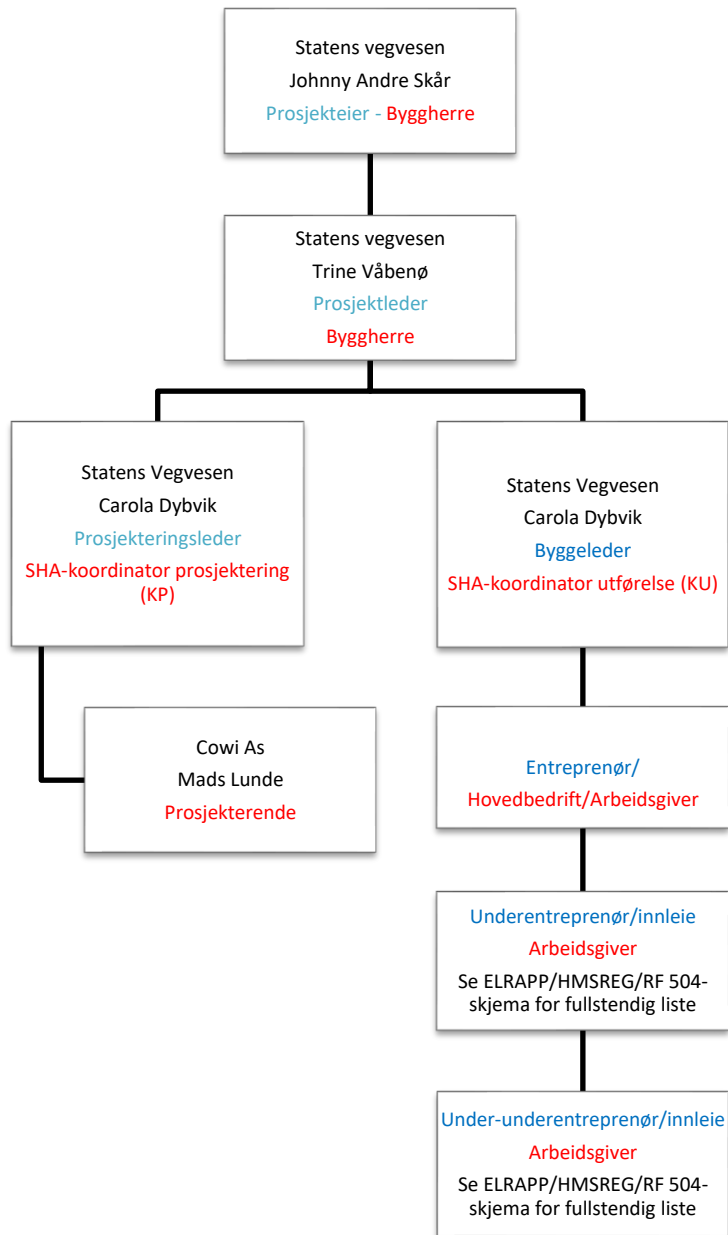 Statens vegvesen
Johnny Andre Skår
Prosjekteier - Byggherre
Statens vegvesen
Trine Våbenø
Prosjektleder
Byggherre
Statens Vegvesen
Carola Dybvik
Prosjekteringsleder
SHA-koordinator prosjektering
(KP)
Statens Vegvesen
Carola Dybvik
Byggeleder
SHA-koordinator utførelse (KU)
Cowi As
Mads Lunde
Prosjekterende
Entreprenør/
Hovedbedrift/Arbeidsgiver
Underentreprenør/innleie
Arbeidsgiver
Se ELRAPP/HMSREG/RF 504-
skjema for fullstendig liste
Under-underentreprenør/innleie
Arbeidsgiver
Se ELRAPP/HMSREG/RF 504-
skjema for fullstendig liste